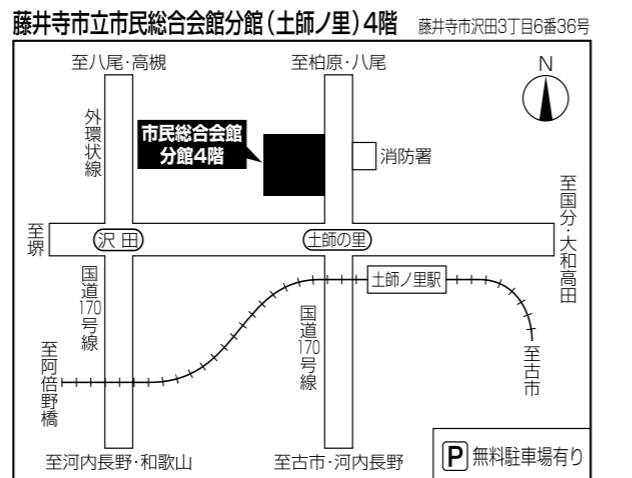 藤井寺市立市民総合会館分館（土師ノ里）4階
藤井寺市沢田3丁目6番36号
至八尾・高槻
至柏原・八尾
N
外環状線
市民総合会館
分館4階
消防署
至国分・大和高田
至堺
沢田
土師の里
国道170号線
土師ノ里駅
国道170号線
至阿倍野橋
至古市
至河内長野・和歌山
至古市・河内長野
P 無料駐車場有り